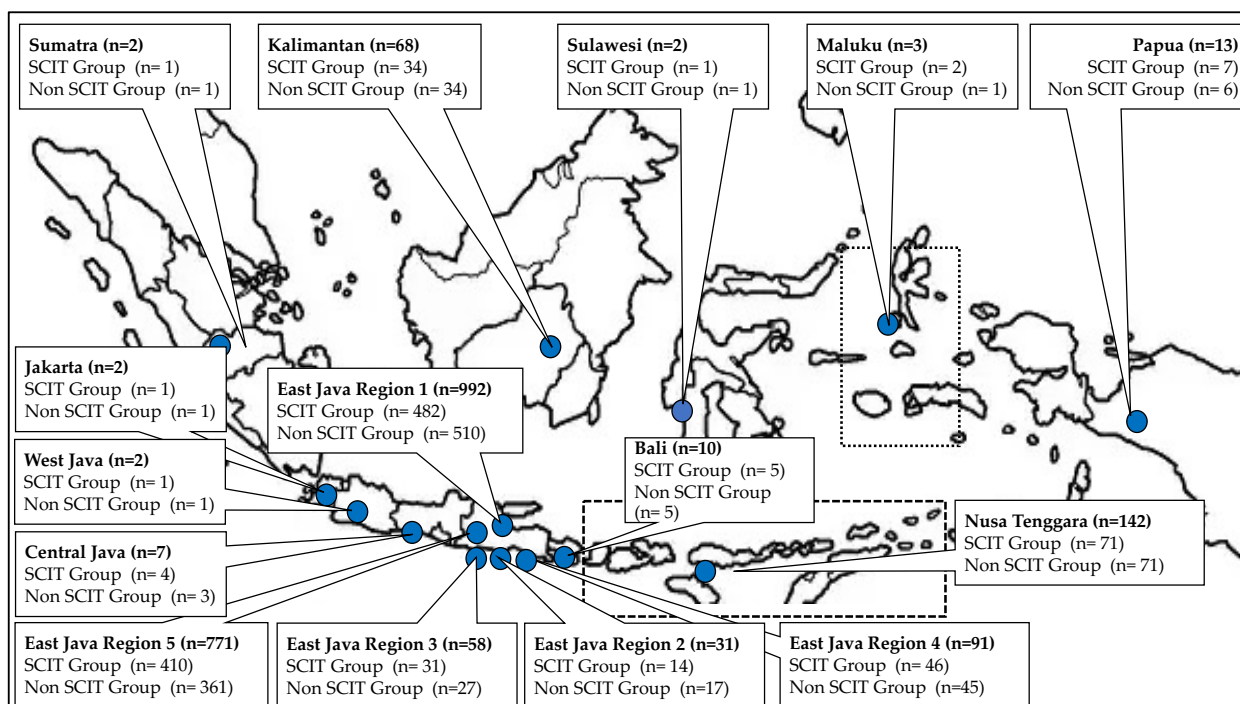 Sumatra (n=2)
SCIT Group (n= 1)
Non SCIT Group (n= 1)
Kalimantan (n=68)
SCIT Group (n= 34)
Non SCIT Group (n= 34)
Sulawesi (n=2)
SCIT Group (n= 1)
Non SCIT Group (n= 1)
Maluku (n=3)
SCIT Group (n= 2)
Non SCIT Group (n= 1)
Papua (n=13)
SCIT Group (n= 7)
Non SCIT Group (n= 6)
Jakarta (n=2)
SCIT Group (n= 1)
Non SCIT Group (n= 1)
East Java Region 1 (n=992)
SCIT Group (n= 482)
Non SCIT Group (n= 510)
West Java (n=2)
SCIT Group (n= 1)
Non SCIT Group (n= 1)
Bali (n=10)
SCIT Group (n= 5)
Non SCIT Group
(n= 5)
Central Java (n=7)
SCIT Group (n= 4)
Non SCIT Group (n= 3)
Nusa Tenggara (n=142)
SCIT Group (n= 71)
Non SCIT Group (n= 71)
East Java Region 5 (n=771)
SCIT Group (n= 410)
Non SCIT Group (n= 361)
East Java Region 3 (n=58)
SCIT Group (n= 31)
Non SCIT Group (n=27)
East Java Region 2 (n=31)
SCIT Group (n= 14)
Non SCIT Group (n=17)
East Java Region 4 (n=91)
SCIT Group (n= 46)
Non SCIT Group (n=45)